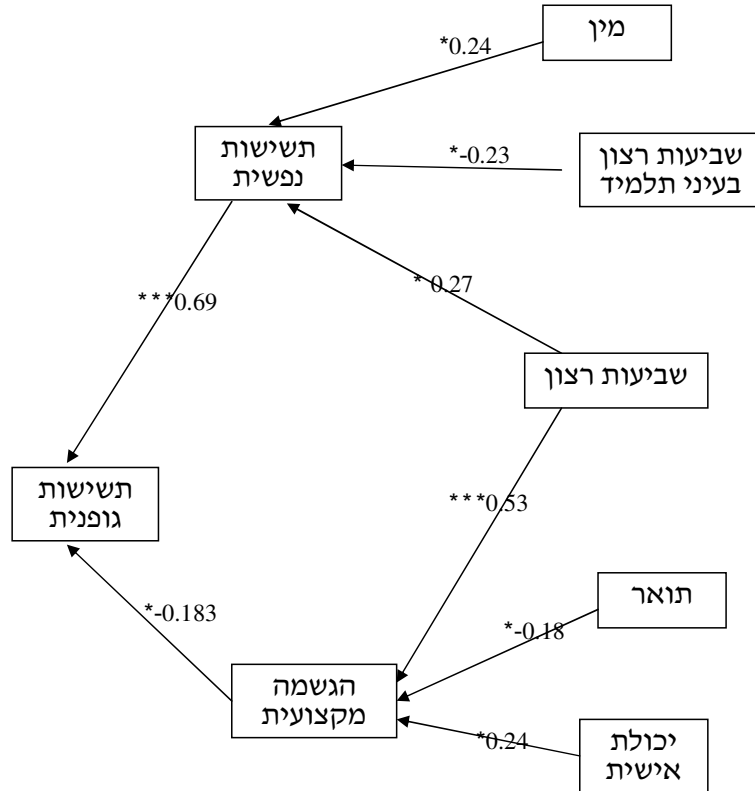 מין
*0.24
תשישות
נפשית
*-0.23
שביעות רצון
בעיני תלמיד
* 0.27
***0.69
שביעות רצון
תשישות
גופנית
***0.53
תואר
*-0.183
*-0.18
הגשמה
מקצועית
*0.24
יכולת
אישית